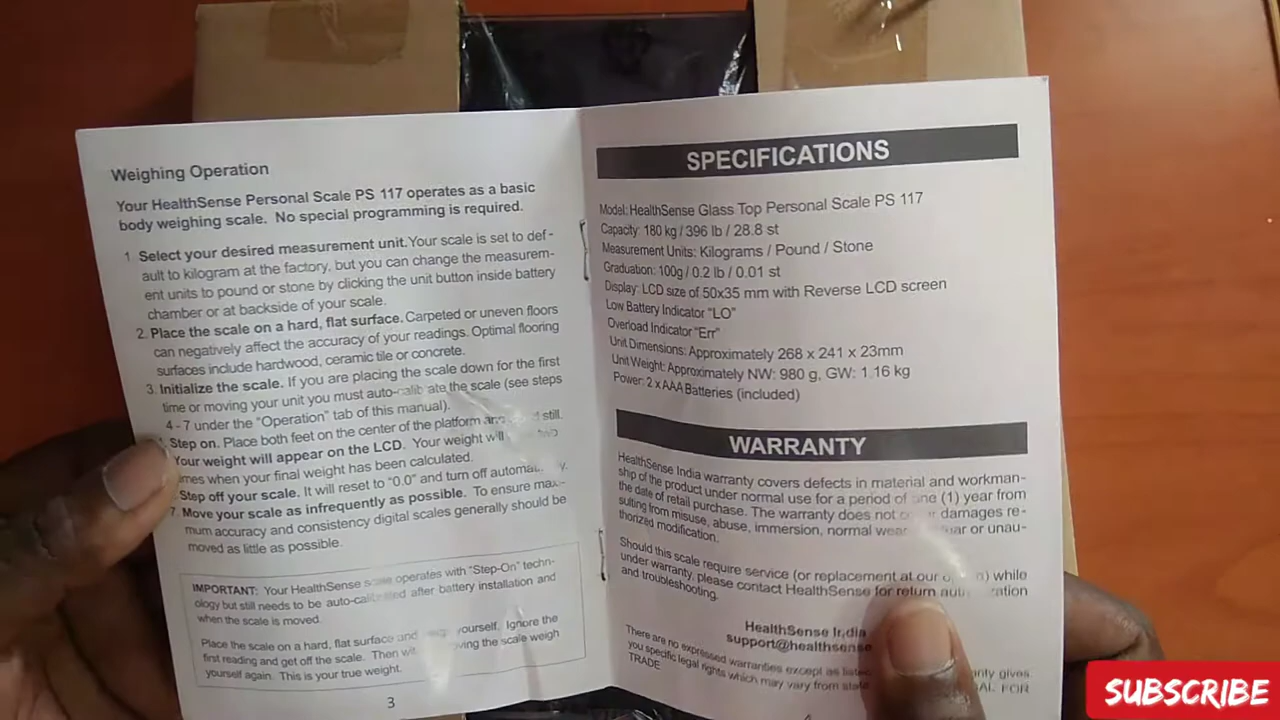 Weighing Operation
Your HealthSense Personal Scale PS 117 operates as a basic
body weighing scale. No special programming is required.
1 Select your desired measurement unit. Your scale is set to def-
ault to kilogram at the factory, but you can change the measurem-
ent units to pound or stone by clicking the unit button inside battery
chamber or at backside of your scale.
2. Place the scale on a hard, flat surface. Carpeted or uneven floors
can negatively affect the accuracy of your readings. Optimal flooring
surfaces include hardwood, ceramic tile or concrete.
3. Initialize the scale. If you are placing the scale down for the first
time or moving your unit you must auto-calibrate the scale (see steps
4 - 7 under the "Operation" tab of this manual).
Step on. Place both feet on the center of the platform still.
Your weight will appear on the LCD. Your weight will
when your final weight has been calculated.
Step off your scale. It will reset to "0.0" and turn off
7. Move your scale as infrequently as possible. To ensure maxi-
mum accuracy and consistency digital scales generally should be
moved as little as possible.
IMPORTANT: Your HealthSense operates with "Step-On" techn-
ology but still needs to be after battery installation and
when the scale is moved.
Place the scale on a hard, flat surface yourself. Ignore the
first reading and get off the scale. Then the scale weigh
yourself again. This is your true weight.
3
SPECIFICATIONS
Model: HealthSense Glass Top Personal Scale PS 117
Capacity: 180 kg / 396 lb / 28.8 st
Measurement Units: Kilograms / Pound / Stone
Graduation: 100g / 0.2 lb / 0.01 st
Display: LCD size of 50x35 mm with Reverse LCD screen
Low Battery Indicator "LO"
Overload Indicator "Err"
Unit Dimensions: Approximately 268 x 241 x 23mm
Unit Weight: Approximately NW: 980 g, GW: 1.16 kg
Power: 2 x AAA Batteries (included)
WARRANTY
HealthSense India warranty covers defects in material and workman-
ship of the product under normal use for a period of one (1) year from
the date of retail purchase. The warranty does not damages re-
sulting from misuse, abuse, immersion, normal wear or unau-
thorized modification.
Should this scale require service (or replacement at our while
under warranty, please contact HealthSense for return
and troubleshooting.
HealthSense India
support@healthsense
There are no expressed warranties except as gives
you specific legal rights which may vary from FOR
TRADE
SUBSCRIBE